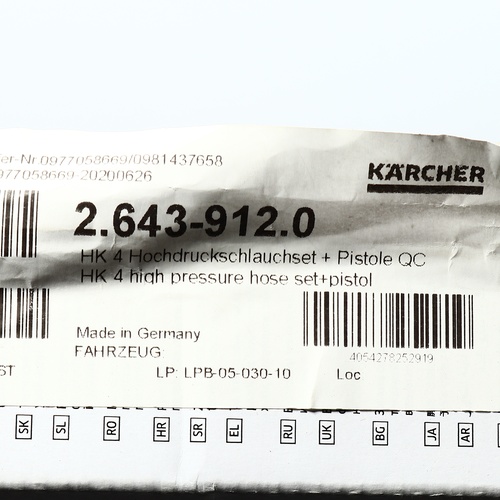 er-Nr.0977058669/0981437658
977058669-20200626
KÄRCHER
2.643-912.0
HK 4 Hochdruckschlauchset + Pistole QC
HK 4 high pressure hose set+pistol
Made in Germany
FAHRZEUG:
4054278252919
ST
LP: LPB-05-030-10
Loc
SK SL RO HR SR EL RU UK BG JA AR